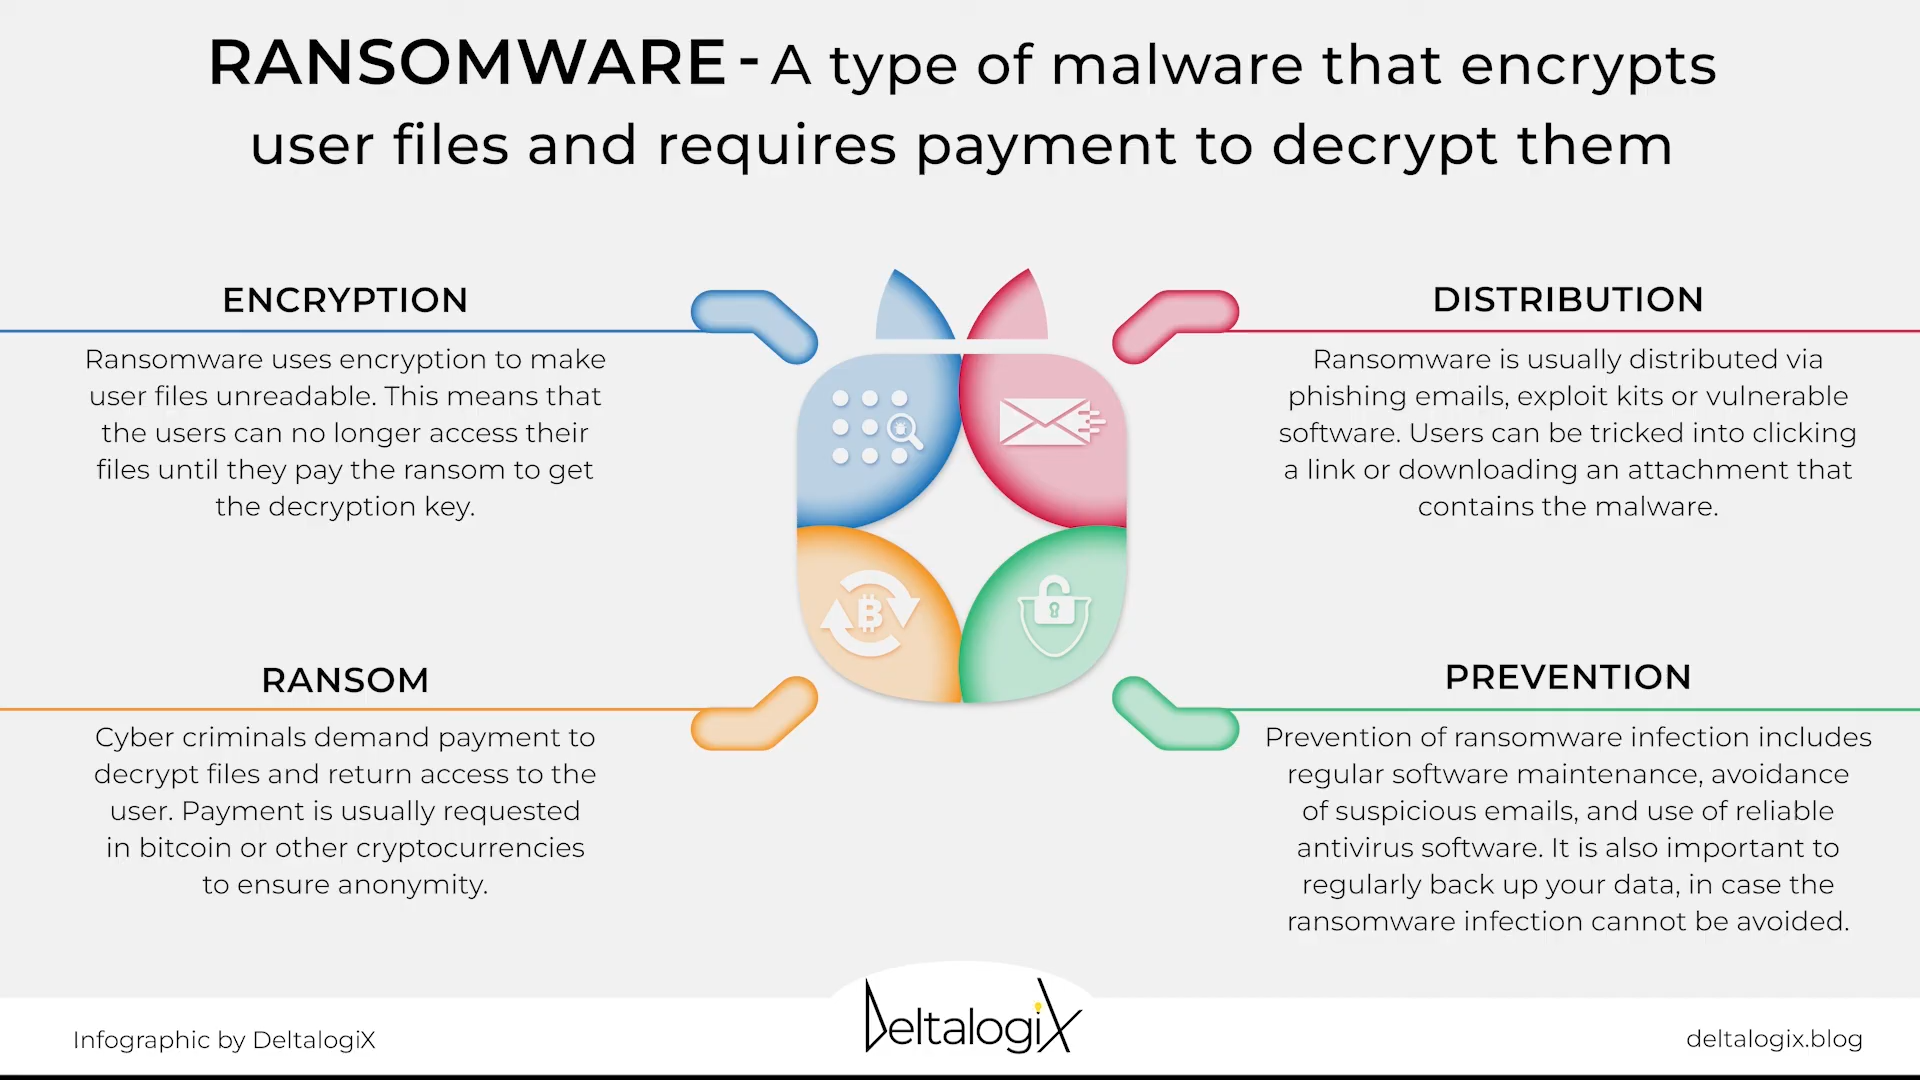 RANSOMWARE - A type of malware that encrypts
user files and requires payment to decrypt them
ENCRYPTION
Ransomware uses encryption to make
user files unreadable. This means that
the users can no longer access their
files until they pay the ransom to get
the decryption key.
DISTRIBUTION
Ransomware is usually distributed via
phishing emails, exploit kits or vulnerable
software. Users can be tricked into clicking
a link or downloading an attachment that
contains the malware.
RANSOM
Cyber criminals demand payment to
decrypt files and return access to the
user. Payment is usually requested
in bitcoin or other cryptocurrencies
to ensure anonymity.
PREVENTION
Prevention of ransomware infection includes
regular software maintenance, avoidance
of suspicious emails, and use of reliable
antivirus software. It is also important to
regularly back up your data, in case the
ransomware infection cannot be avoided.
Infographic by DeltalogiX
DeltalogiX
deltalogix.blog